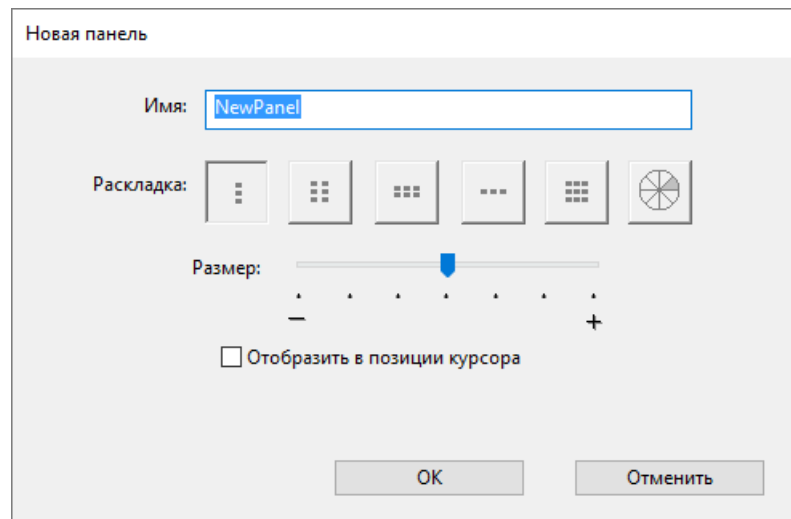 Новая панель
Имя: NewPanel
Раскладка:
Размер:
− +
Отобразить в позиции курсора
OK Отменить